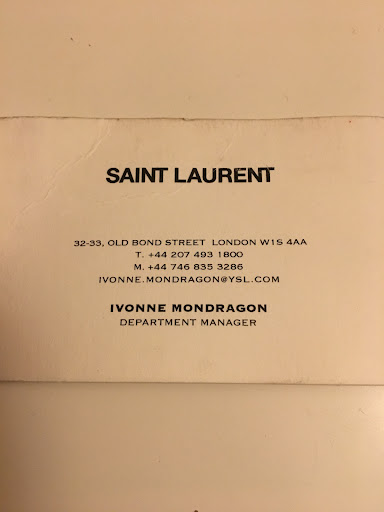 SAINT LAURENT
32-33, OLD BOND STREET LONDON W1S 4AA
T. +44 207 493 1800
M. +44 746 835 3286
IVONNE.MONDRAGON@YSL.COM
IVONNE MONDRAGON
DEPARTMENT MANAGER